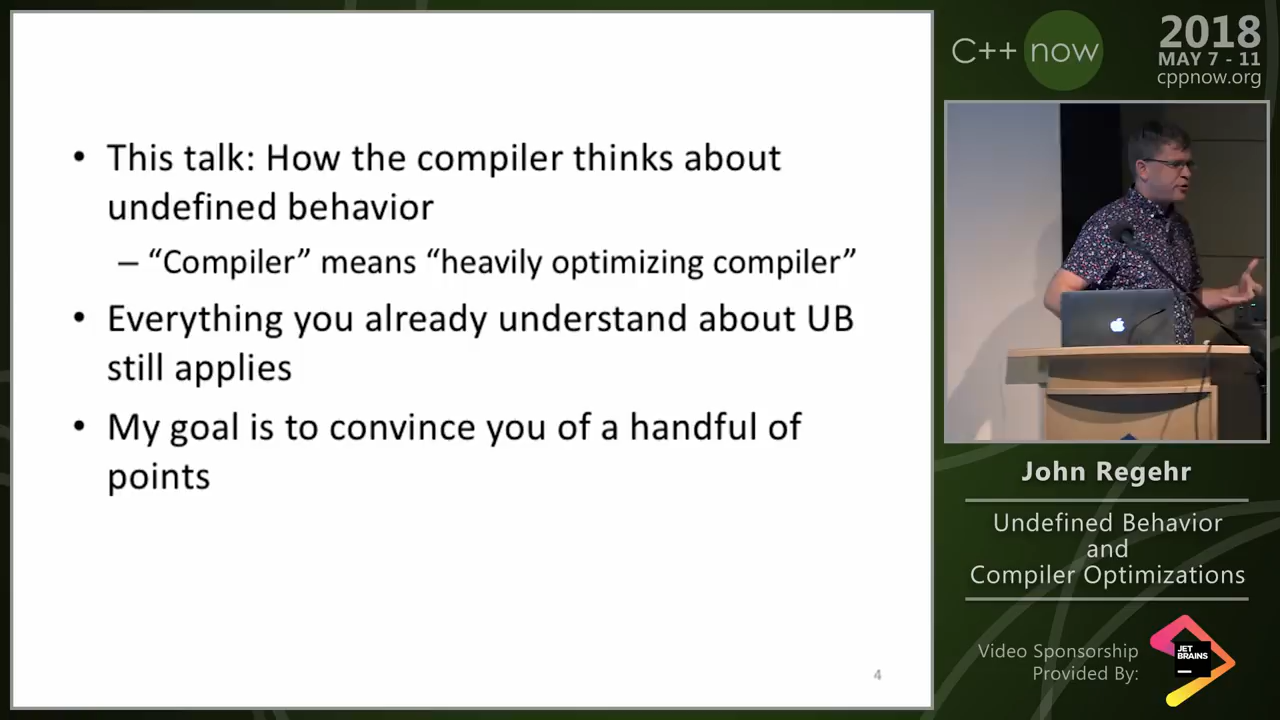 • This talk: How the compiler thinks about
undefined behavior
– “Compiler” means “heavily optimizing compiler”
• Everything you already understand about UB
still applies
• My goal is to convince you of a handful of
points
4
C++ now
2018
MAY 7 - 11
cppnow.org
John Regehr
Undefined Behavior
and
Compiler Optimizations
Video Sponsorship
Provided By:
JET
BRAINS